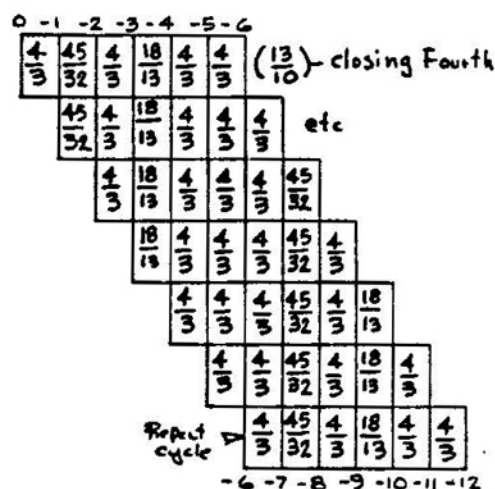 0 -1 -2 -3 -4 -5 -6
4/3 45/32 4/3 18/13 4/3 4/3 (13/10) - closing Fourth
45/32 4/3 18/13 4/3 4/3 4/3 etc
4/3 18/13 4/3 4/3 4/3 45/32
18/13 4/3 4/3 4/3 45/32 4/3
4/3 4/3 4/3 45/32 4/3 18/13
4/3 4/3 45/32 4/3 18/13 4/3
Repeat
cycle
4/3 45/32 4/3 18/13 4/3 4/3
-6 -7 -8 -9 -10 -11 -12